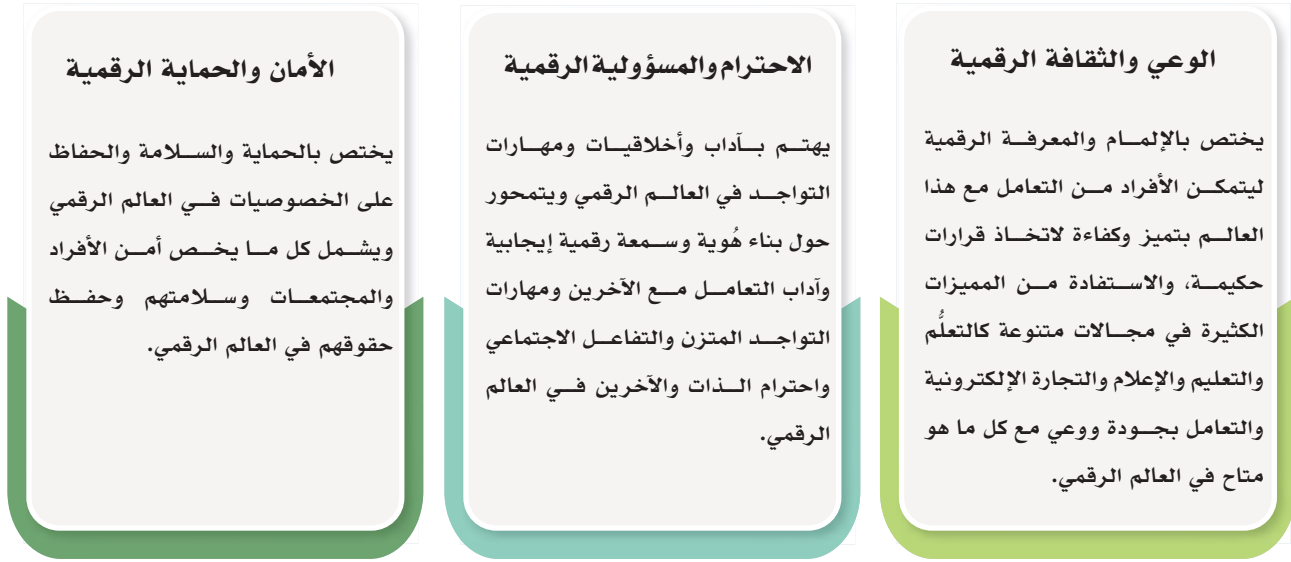 الوعي والثقافة الرقمية
يختص بالإلمام والمعرفة الرقمية
ليتمكن الأفراد من التعامل مع هذا
العالم بتميز وكفاءة لاتخاذ قرارات
حكيمة، والاستفادة من المميزات
الكثيرة في مجالات متنوعة كالتعلُّم
والتعليم والإعلام والتجارة الإلكترونية
والتعامل بجودة ووعي مع كل ما هو
متاح في العالم الرقمي.
الاحترام والمسؤولية الرقمية
يهتم بآداب وأخلاقيات ومهارات
التواجد في العالم الرقمي ويتمحور
حول بناء هُوية وسمعة رقمية إيجابية
وآداب التعامل مع الآخرين ومهارات
التواجد المتزن والتفاعل الاجتماعي
واحترام الذات والآخرين في العالم
الرقمي.
الأمان والحماية الرقمية
يختص بالحماية والسلامة والحفاظ
على الخصوصيات في العالم الرقمي
ويشمل كل ما يخص أمن الأفراد
والمجتمعات وسلامتهم وحفظ
حقوقهم في العالم الرقمي.